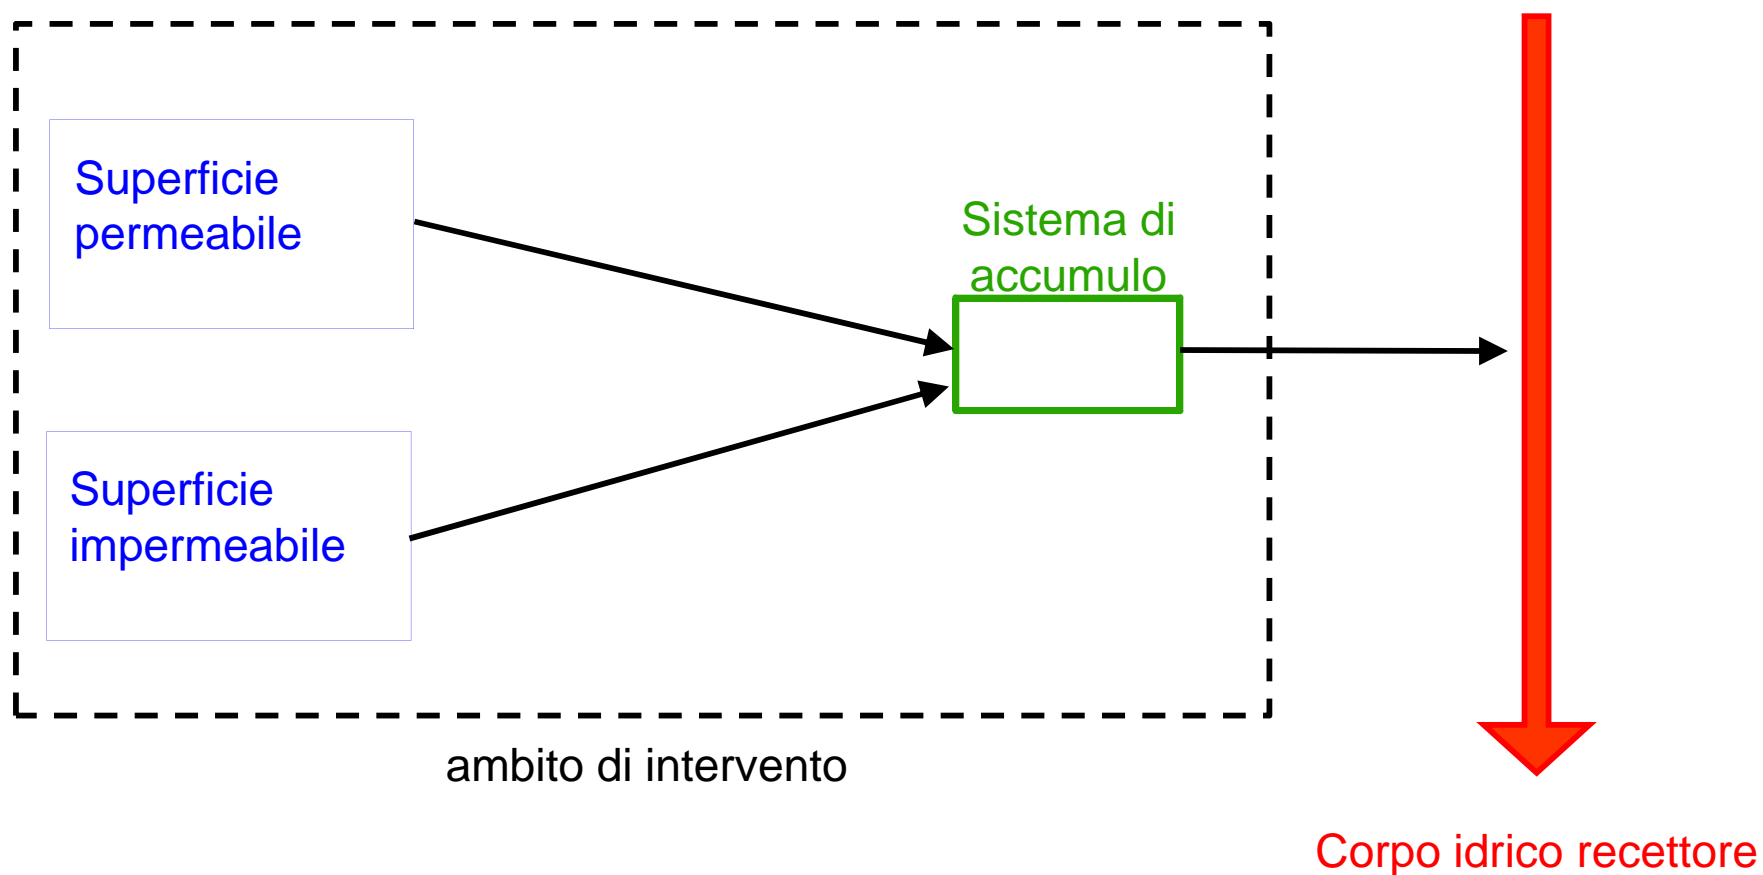 Superficie
permeabile
Sistema di
accumulo
Superficie
impermeabile
ambito di intervento
Corpo idrico recettore